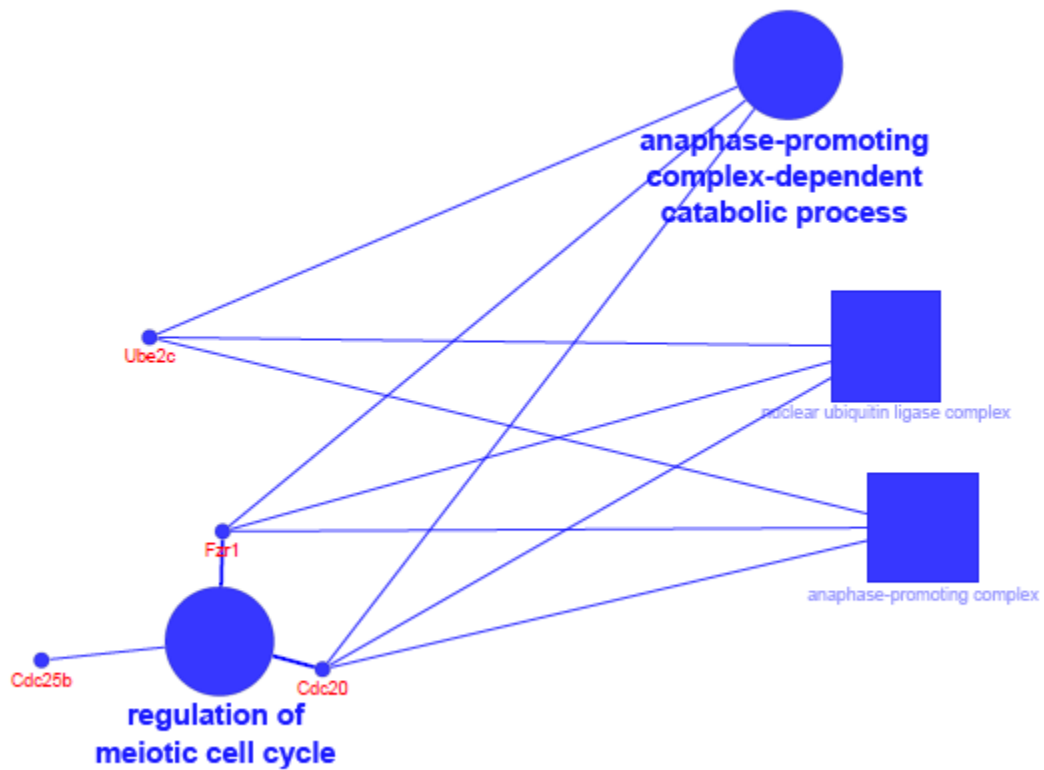 anaphase-promoting
complex-dependent
catabolic process
Ube2c
nuclear ubiquitin ligase complex
Fzr1
anaphase-promoting complex
Cdc25b
Cdc20
regulation of
meiotic cell cycle